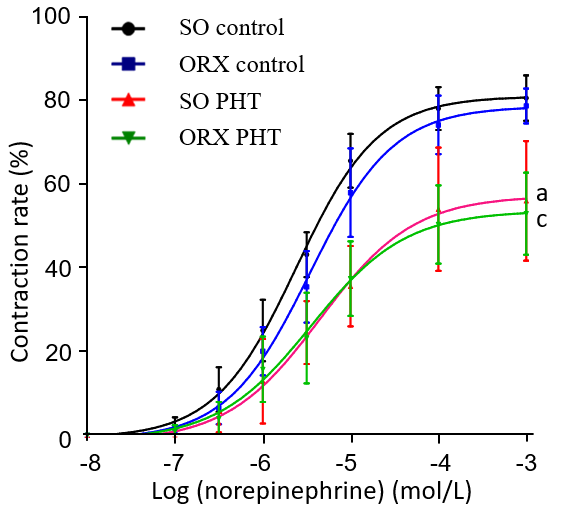 100
80
60
40
20
0
Contraction rate (%)
SO control
ORX control
SO PHT
ORX PHT
a
c
-8 -7 -6 -5 -4 -3
Log (norepinephrine) (mol/L)